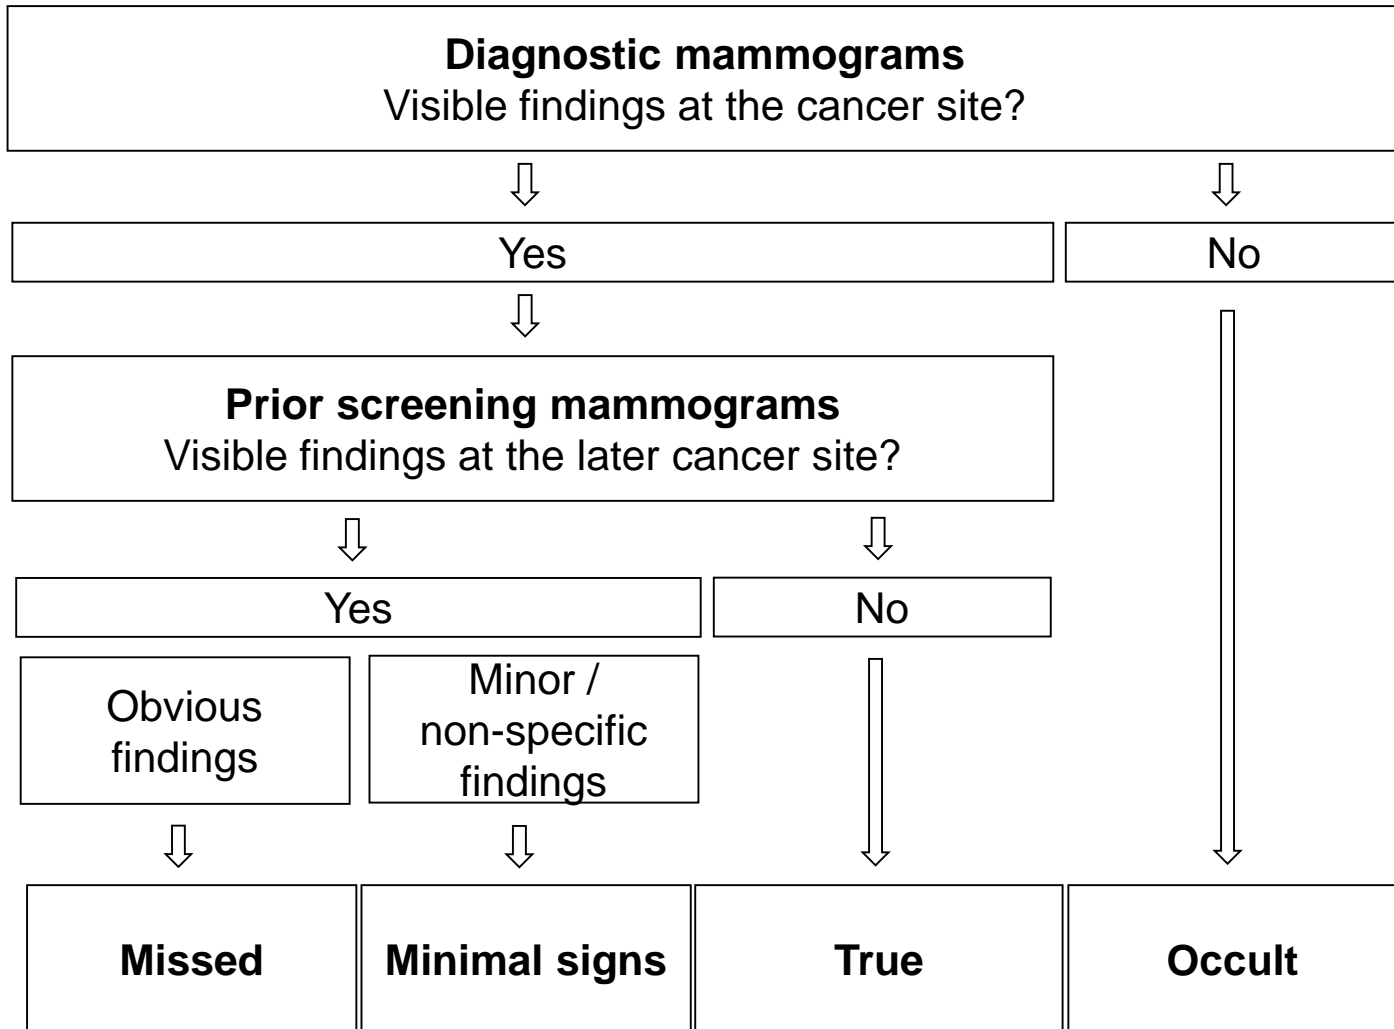 Diagnostic mammograms
Visible findings at the cancer site?
Yes
No
Prior screening mammograms
Visible findings at the later cancer site?
Yes
No
Obvious
findings
Minor /
non-specific
findings
Missed
Minimal signs
True
Occult